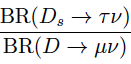 BR(D_s → τν)
BR(D → μν)